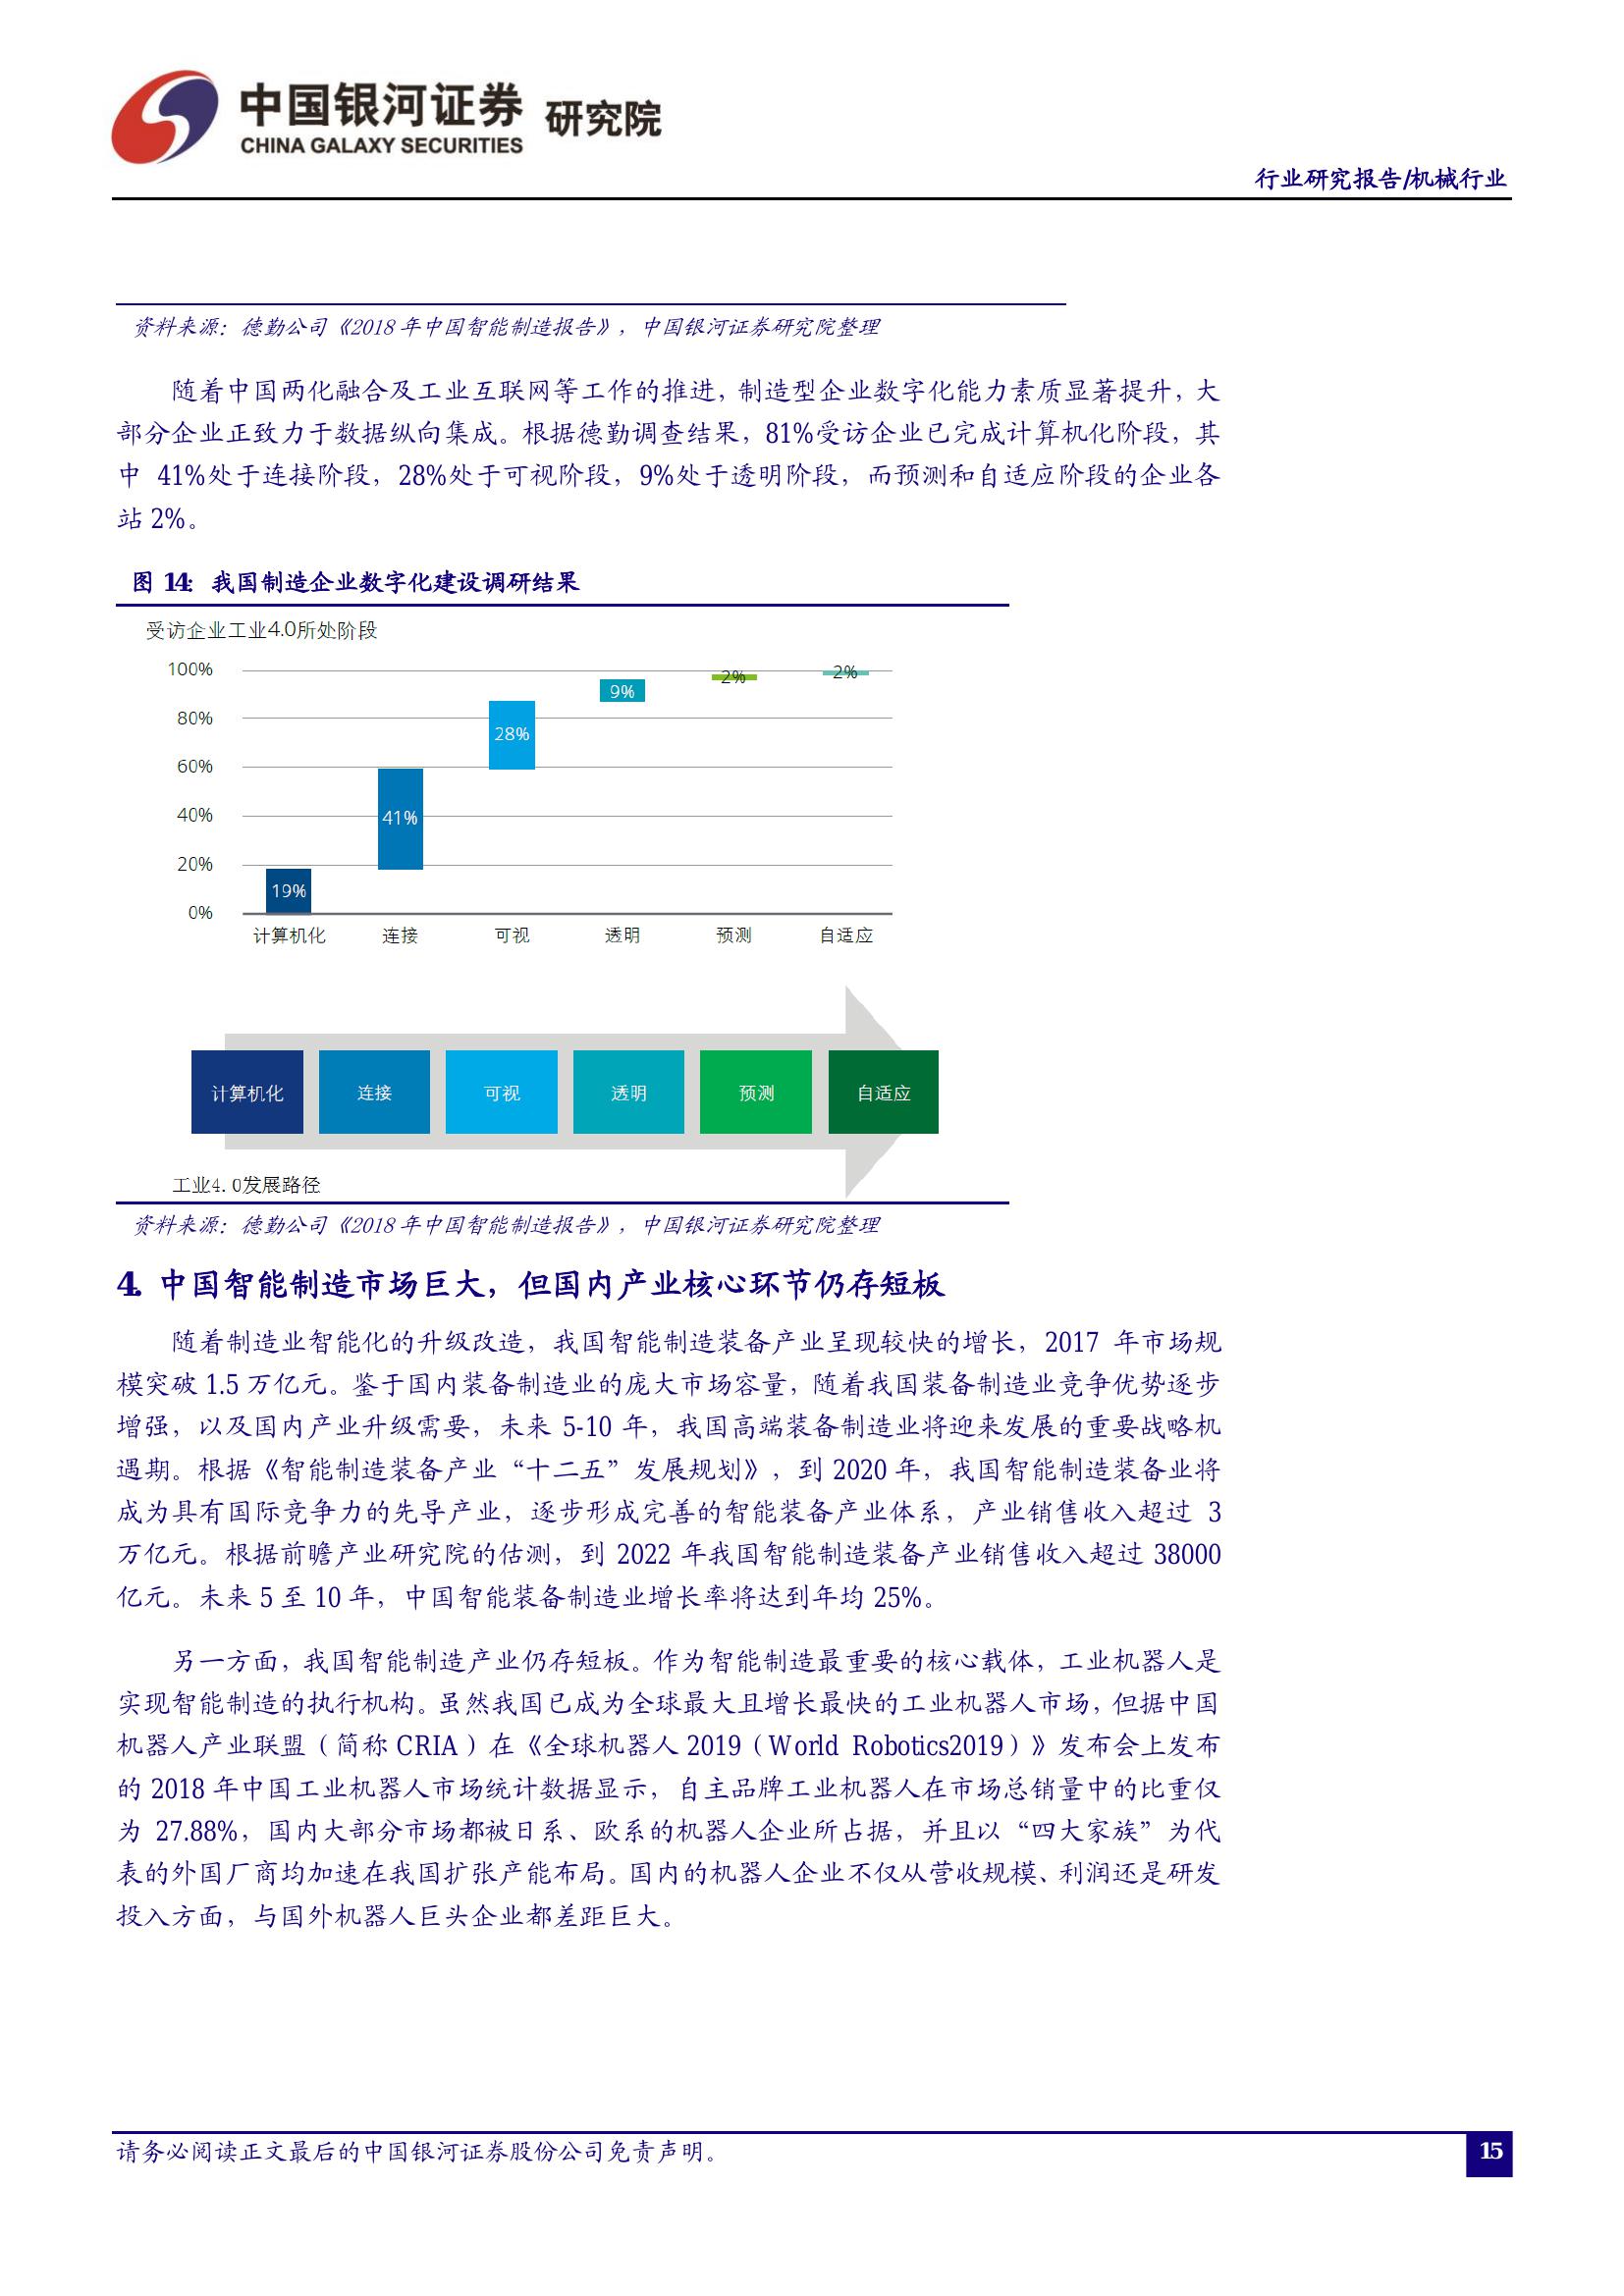 中国银河证券 研究院
CHINA GALAXY SECURITIES
行业研究报告/机械行业
资料来源：德勤公司《2018 年中国智能制造报告》，中国银河证券研究院整理
随着中国两化融合及工业互联网等工作的推进，制造型企业数字化能力素质显著提升，大
部分企业正致力于数据纵向集成。根据德勤调查结果，81%受访企业已完成计算机化阶段，其
中 41%处于连接阶段，28%处于可视阶段，9%处于透明阶段，而预测和自适应阶段的企业各
站 2%。
图 14: 我国制造企业数字化建设调研结果
受访企业工业4.0所处阶段
100%
80%
60%
40%
20%
0%
19%
41%
28%
9%
2%
2%
计算机化 连接 可视 透明 预测 自适应
计算机化 连接 可视 透明 预测 自适应
工业4.0发展路径
资料来源：德勤公司《2018 年中国智能制造报告》，中国银河证券研究院整理
4. 中国智能制造市场巨大，但国内产业核心环节仍存短板
随着制造业智能化的升级改造，我国智能制造装备产业呈现较快的增长，2017 年市场规
模突破 1.5 万亿元。鉴于国内装备制造业的庞大市场容量，随着我国装备制造业竞争优势逐步
增强，以及国内产业升级需要，未来 5-10 年，我国高端装备制造业将迎来发展的重要战略机
遇期。根据《智能制造装备产业“十二五”发展规划》，到 2020 年，我国智能制造装备业将
成为具有国际竞争力的先导产业，逐步形成完善的智能装备产业体系，产业销售收入超过 3
万亿元。根据前瞻产业研究院的估测，到 2022 年我国智能制造装备产业销售收入超过 38000
亿元。未来 5 至 10 年，中国智能装备制造业增长率将达到年均 25%。
另一方面，我国智能制造产业仍存短板。作为智能制造最重要的核心载体，工业机器人是
实现智能制造的执行机构。虽然我国已成为全球最大且增长最快的工业机器人市场，但据中国
机器人产业联盟（简称 CRIA）在《全球机器人 2019（World Robotics2019）》发布会上发布
的 2018 年中国工业机器人市场统计数据显示，自主品牌工业机器人在市场总销量中的比重仅
为 27.88%，国内大部分市场都被日系、欧系的机器人企业所占据，并且以“四大家族”为代
表的外国厂商均加速在我国扩张产能布局。国内的机器人企业不仅从营收规模、利润还是研发
投入方面，与国外机器人巨头企业都差距巨大。
请务必阅读正文最后的中国银河证券股份公司免责声明。
15